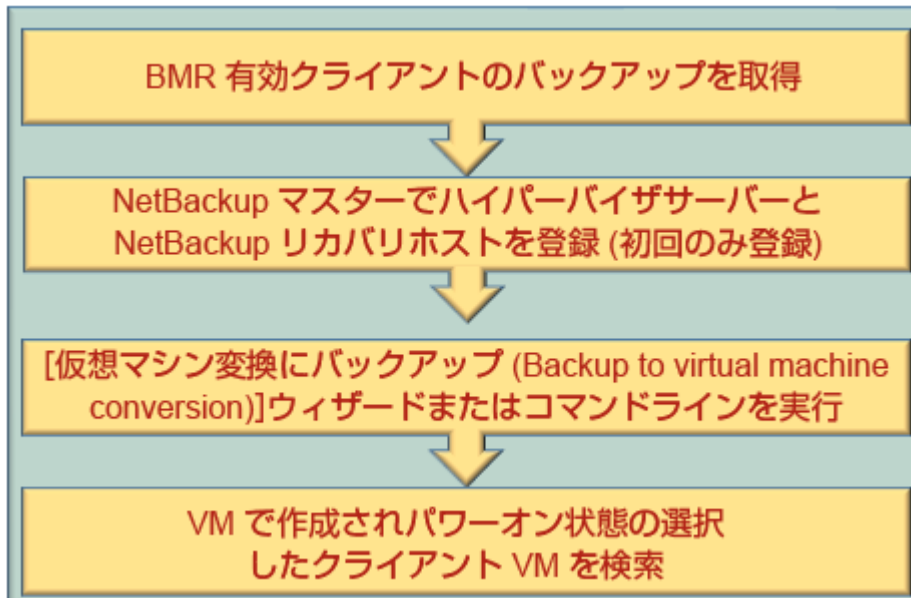 BMR 有効クライアントのバックアップを取得
NetBackup マスターでハイパーバイザサーバーと
NetBackup リカバリホストを登録 (初回のみ登録)
[仮想マシン変換にバックアップ (Backup to virtual machine
conversion)]ウィザードまたはコマンドラインを実行
VM で作成されパワーオン状態の選択
したクライアント VM を検索